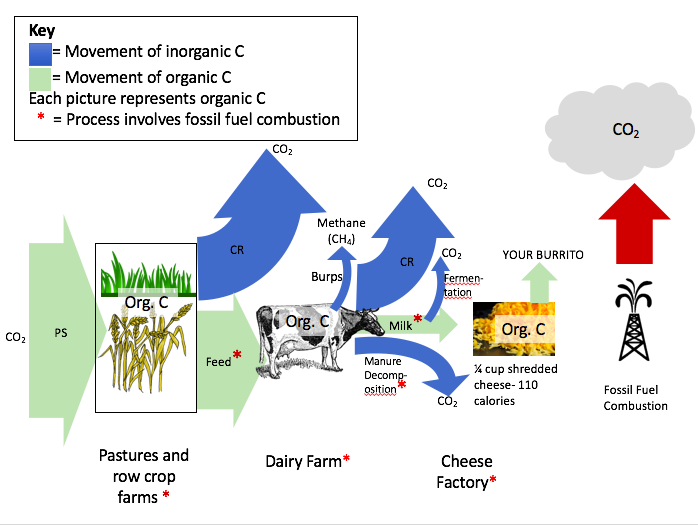 Key
= Movement of inorganic C
= Movement of organic C
Each picture represents organic C
* = Process involves fossil fuel combustion
CO₂
PS
Org. C
Pastures and
row crop
farms *
CR
CO₂
Feed*
Org. C
Dairy Farm*
Methane
(CH₄)
Burps
CR
CO₂
Milk*
CO₂
Fermen-
tation
Manure
Decomp-
osition*
CO₂
Cheese
Factory*
YOUR BURRITO
Org. C
¼ cup shredded
cheese- 110
calories
CO₂
Fossil Fuel
Combustion